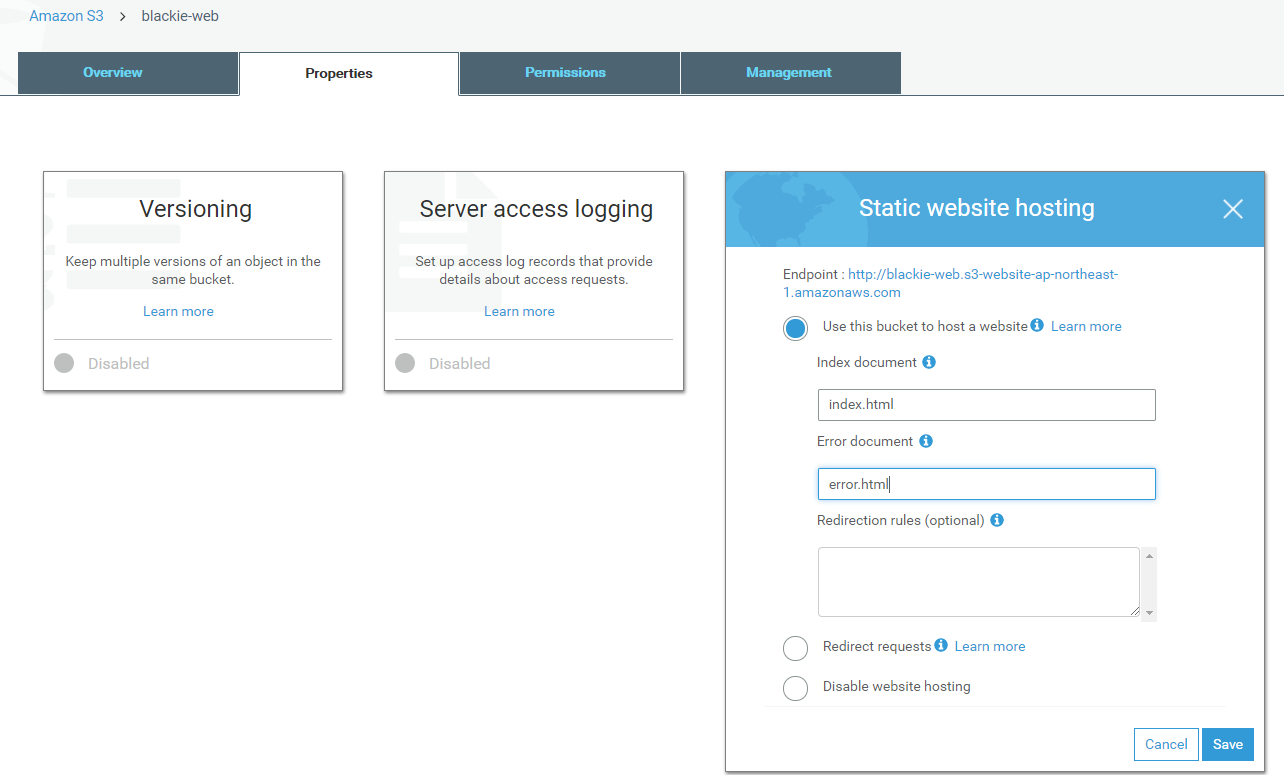 Amazon S3 > blackie-web
Overview
Properties
Permissions
Management
Versioning
Keep multiple versions of an object in the
same bucket.
Learn more
Disabled
Server access logging
Set up access log records that provide
details about access requests.
Learn more
Disabled
Static website hosting
Endpoint : http://blackie-web.s3-website-ap-northeast-
1.amazonaws.com
Use this bucket to host a website Learn more
Index document
index.html
Error document
error.html
Redirection rules (optional)
Redirect requests Learn more
Disable website hosting
Cancel
Save